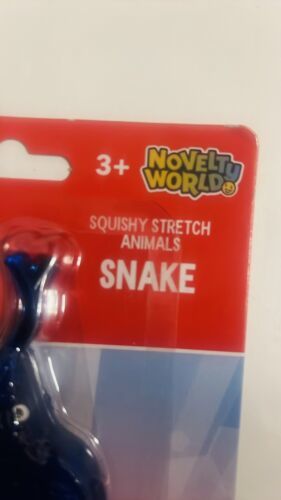 3+
NOVELTY
WORLD
SQUISHY STRETCH
ANIMALS
SNAKE